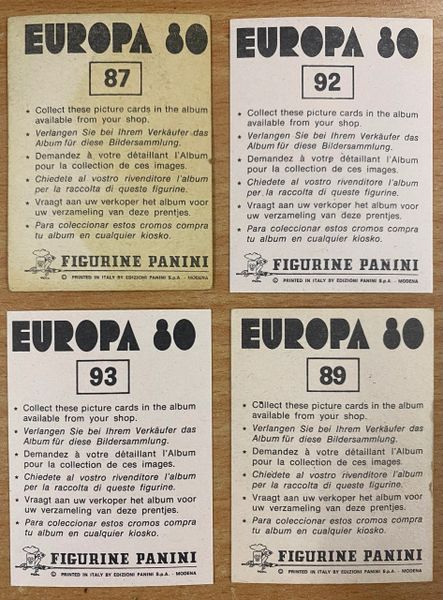 EUROPA 80
87
★ Collect these picture cards in the album
available from your shop.
★ Verlangen Sie bei Ihrem Verkäufer das
Album für diese Bildersammlung.
★ Demandez à votre détaillant l'Album
pour la collection de ces images.
★ Chiedete al vostro rivenditore l'album
per la raccolta di queste figurine.
★ Vraagt aan uw verkoper het album voor
uw verzameling van deze prentjes.
★ Para coleccionar estos cromos compra
tu album en cualquier kiosko.
FIGURINE PANINI
© PRINTED IN ITALY BY EDIZIONI PANINI S.p.A. - MODENA
EUROPA 80
92
★ Collect these picture cards in the album
available from your shop.
★ Verlangen Sie bei Ihrem Verkäufer das
Album für diese Bildersammlung.
★ Demandez à votre détaillant l'Album
pour la collection de ces images.
★ Chiedete al vostro rivenditore l'album
per la raccolta di queste figurine.
★ Vraagt aan uw verkoper het album voor
uw verzameling van deze prentjes.
★ Para coleccionar estos cromos compra
tu album en cualquier kiosko.
FIGURINE PANINI
© PRINTED IN ITALY BY EDIZIONI PANINI S.p.A. - MODENA
EUROPA 80
93
★ Collect these picture cards in the album
available from your shop.
★ Verlangen Sie bei Ihrem Verkäufer das
Album für diese Bildersammlung.
★ Demandez à votre détaillant l'Album
pour la collection de ces images.
★ Chiedete al vostro rivenditore l'album
per la raccolta di queste figurine.
★ Vraagt aan uw verkoper het album voor
uw verzameling van deze prentjes.
★ Para coleccionar estos cromos compra
tu album en cualquier kiosko.
FIGURINE PANINI
© PRINTED IN ITALY BY EDIZIONI PANINI S.p.A. - MODENA
EUROPA 80
89
★ Collect these picture cards in the album
available from your shop.
★ Verlangen Sie bei Ihrem Verkäufer das
Album für diese Bildersammlung.
★ Demandez à votre détaillant l'Album
pour la collection de ces images.
★ Chiedete al vostro rivenditore l'album
per la raccolta di queste figurine.
★ Vraagt aan uw verkoper het album voor
uw verzameling van deze prentjes.
★ Para coleccionar estos cromos compra
tu album en cualquier kiosko.
FIGURINE PANINI
© PRINTED IN ITALY BY EDIZIONI PANINI S.p.A. - MODENA